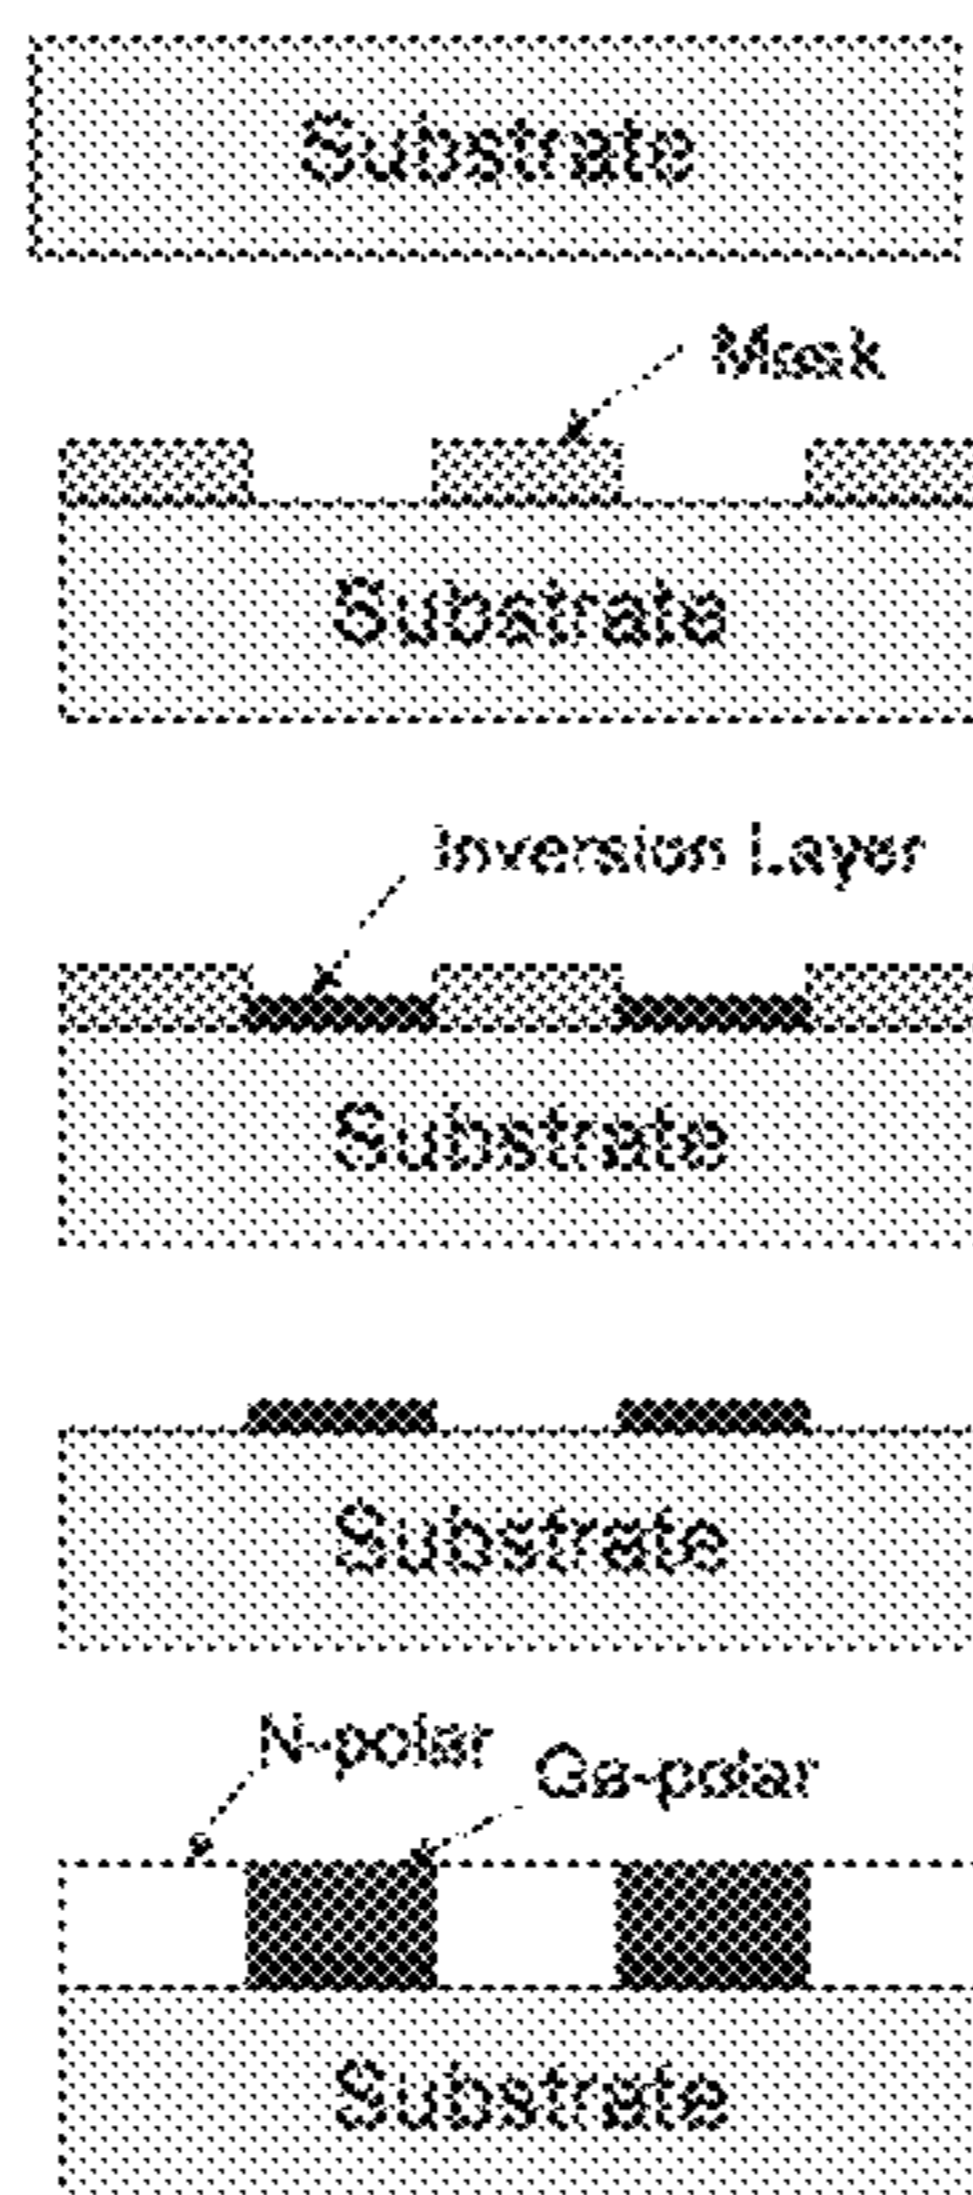 Substrate
Mask
Substrate
Inversion Layer
Substrate
Substrate
N-polar
Ga-polar
Substrate